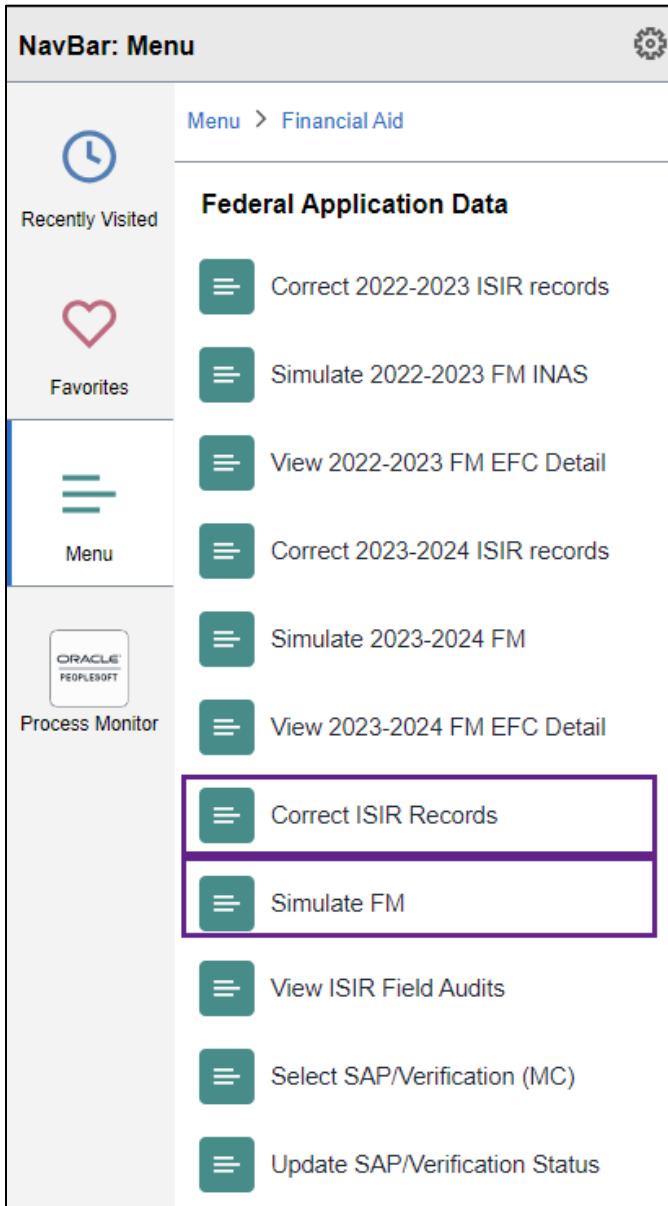 NavBar: Menu
Recently Visited
Favorites
Menu
ORACLE'
PEOPLESOFT
Process Monitor
Menu > Financial Aid
Federal Application Data
Correct 2022-2023 ISIR records
Simulate 2022-2023 FM INAS
View 2022-2023 FM EFC Detail
Correct 2023-2024 ISIR records
Simulate 2023-2024 FM
View 2023-2024 FM EFC Detail
Correct ISIR Records
Simulate FM
View ISIR Field Audits
Select SAP/Verification (MC)
Update SAP/Verification Status